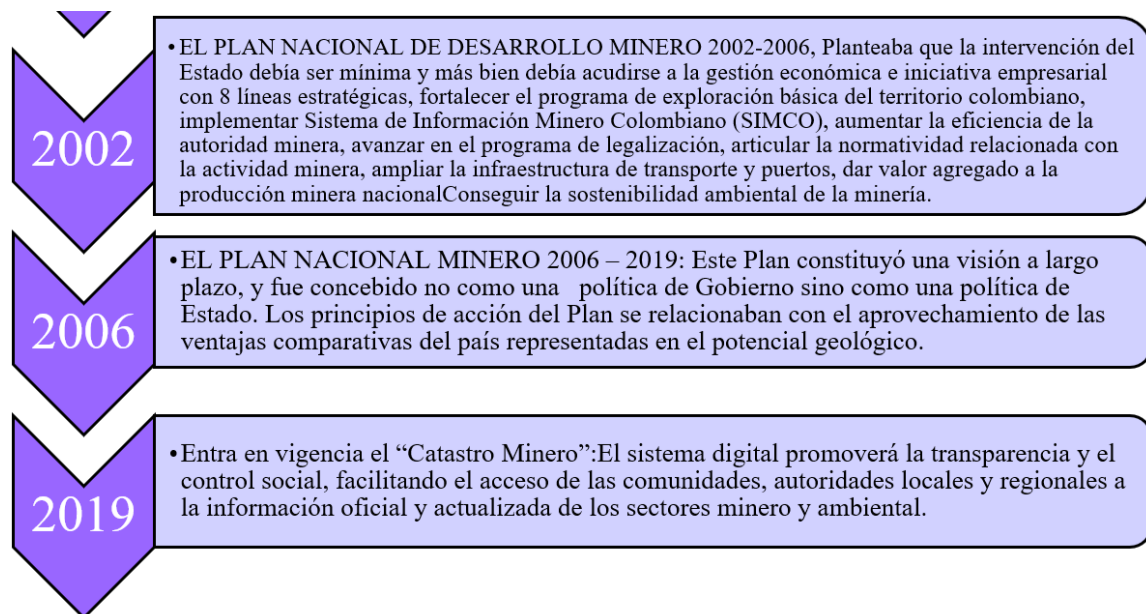 •EL PLAN NACIONAL DE DESARROLLO MINERO 2002-2006, Planteaba que la intervención del
Estado debía ser mínima y más bien debía acudirse a la gestión económica e iniciativa empresarial
con 8 líneas estratégicas, fortalecer el programa de exploración básica del territorio colombiano,
implementar Sistema de Información Minero Colombiano (SIMCO), aumentar la eficiencia de la
autoridad minera, avanzar en el programa de legalización, articular la normatividad relacionada con
la actividad minera, ampliar la infraestructura de transporte y puertos, dar valor agregado a la
producción minera nacionalConseguir la sostenibilidad ambiental de la minería.
2002
•EL PLAN NACIONAL MINERO 2006 – 2019: Este Plan constituyó una visión a largo
plazo, y fue concebido no como una política de Gobierno sino como una política de
Estado. Los principios de acción del Plan se relacionaban con el aprovechamiento de las
ventajas comparativas del país representadas en el potencial geológico.
2006
•Entra en vigencia el “Catastro Minero”:El sistema digital promoverá la transparencia y el
control social, facilitando el acceso de las comunidades, autoridades locales y regionales a
la información oficial y actualizada de los sectores minero y ambiental.
2019